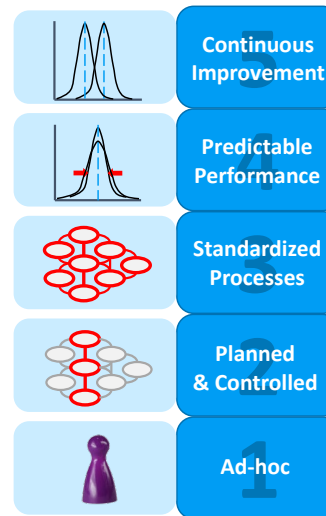 5
Continuous
Improvement
4
Predictable
Performance
3
Standardized
Processes
2
Planned
& Controlled
1
Ad-hoc